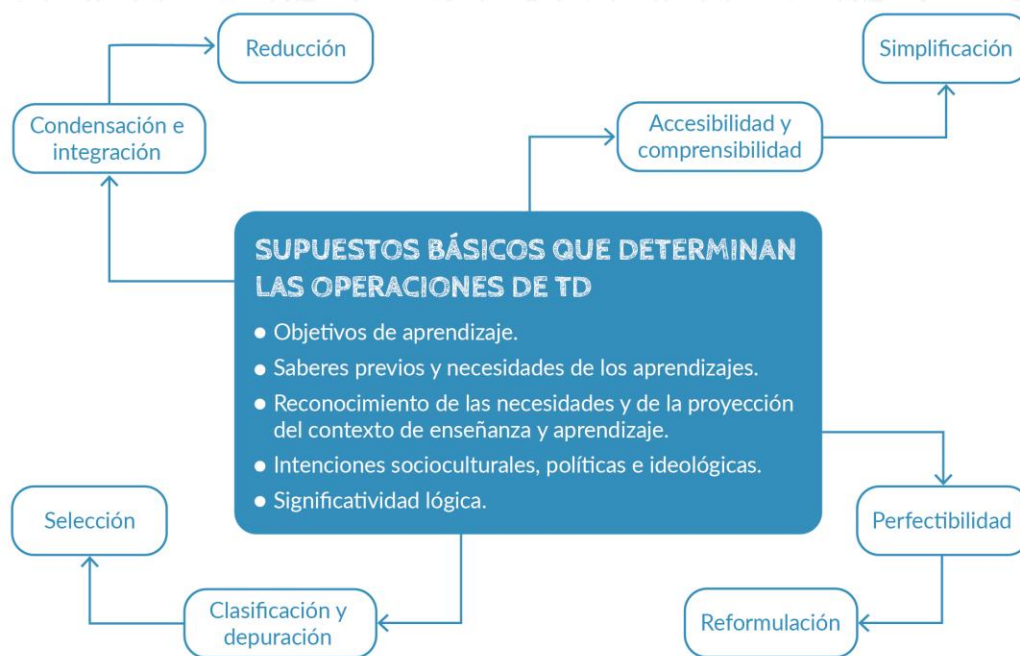 Reducción
Simplificación
Condensación e
integración
Accesibilidad y
comprensibilidad
SUPUESTOS BÁSICOS QUE DETERMINAN
LAS OPERACIONES DE TD
• Objetivos de aprendizaje.
• Saberes previos y necesidades de los aprendizajes.
• Reconocimiento de las necesidades y de la proyección
del contexto de enseñanza y aprendizaje.
• Intenciones socioculturales, políticas e ideológicas.
• Significatividad lógica.
Selección
Perfectibilidad
Clasificación y
depuración
Reformulación